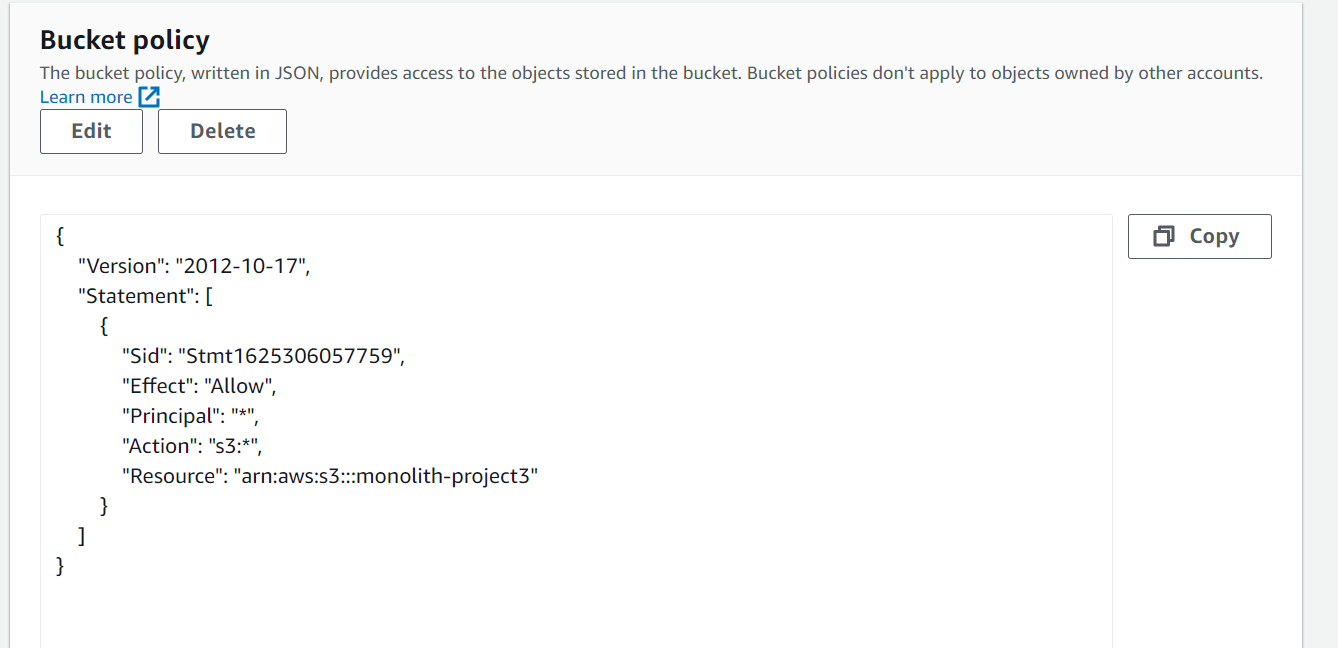 Bucket policy
The bucket policy, written in JSON, provides access to the objects stored in the bucket. Bucket policies don't apply to objects owned by other accounts.
Learn more
Edit Delete
{
"Version": "2012-10-17",
"Statement": [
{
"Sid": "Stmt1625306057759",
"Effect": "Allow",
"Principal": "*",
"Action": "s3:*",
"Resource": "arn:aws:s3:::monolith-project3"
}
]
}
Copy